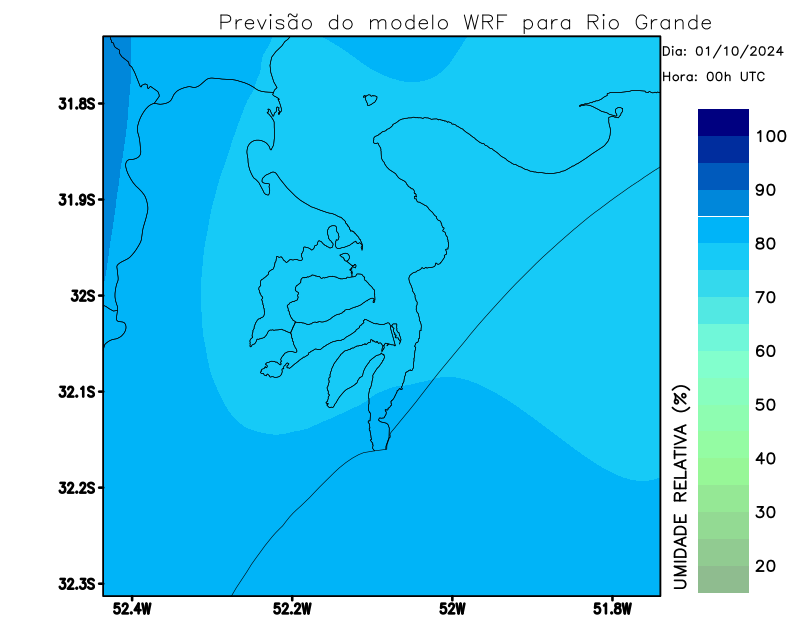 Previsão do modelo WRF para Rio Grande
Dia: 01/10/2024
Hora: 00h UTC
31.8S
31.9S
32S
32.1S
32.2S
32.3S
52.4W
52.2W
52W
51.8W
100
90
80
70
60
50
40
30
20
UMIDADE RELATIVA (%)